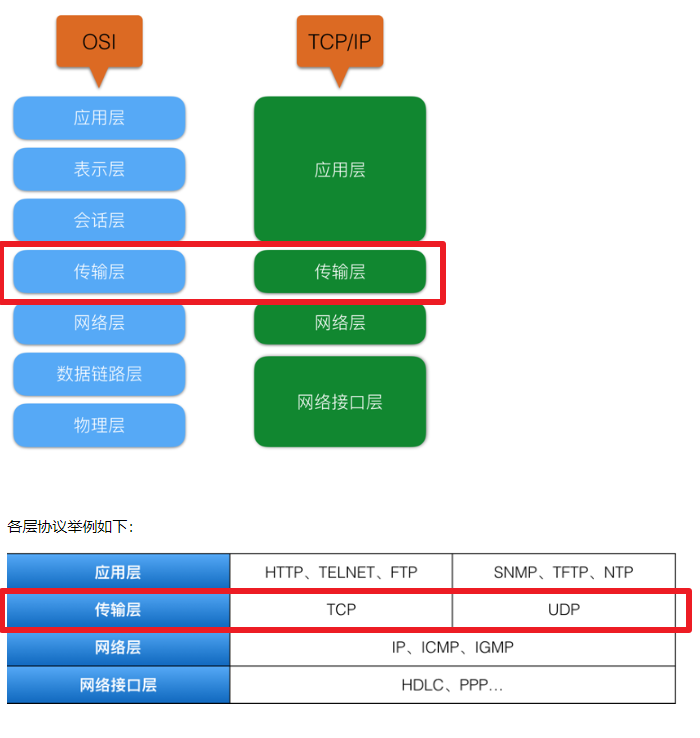 OSI
TCP/IP
应用层
表示层
会话层
传输层
网络层
数据链路层
物理层
应用层
传输层
网络层
网络接口层
各层协议举例如下：
应用层 HTTP、TELNET、FTP SNMP、TFTP、NTP
传输层 TCP UDP
网络层 IP、ICMP、IGMP
网络接口层 HDLC、PPP...